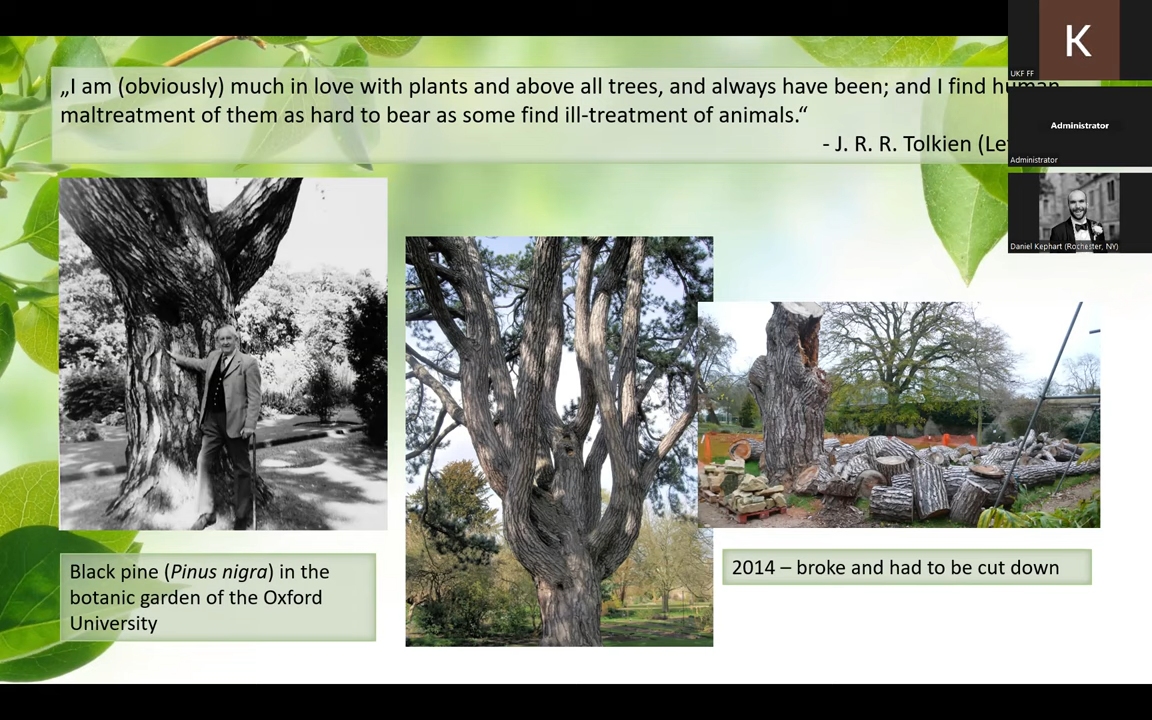 „I am (obviously) much in love with plants and above all trees, and always have been; and I find human
maltreatment of them as hard to bear as some find ill-treatment of animals.“
- J. R. R. Tolkien (Le
Black pine (Pinus nigra) in the
botanic garden of the Oxford
University
2014 – broke and had to be cut down
K
UKF FF
Administrator
Administrator
Daniel Kephart (Rochester, NY)